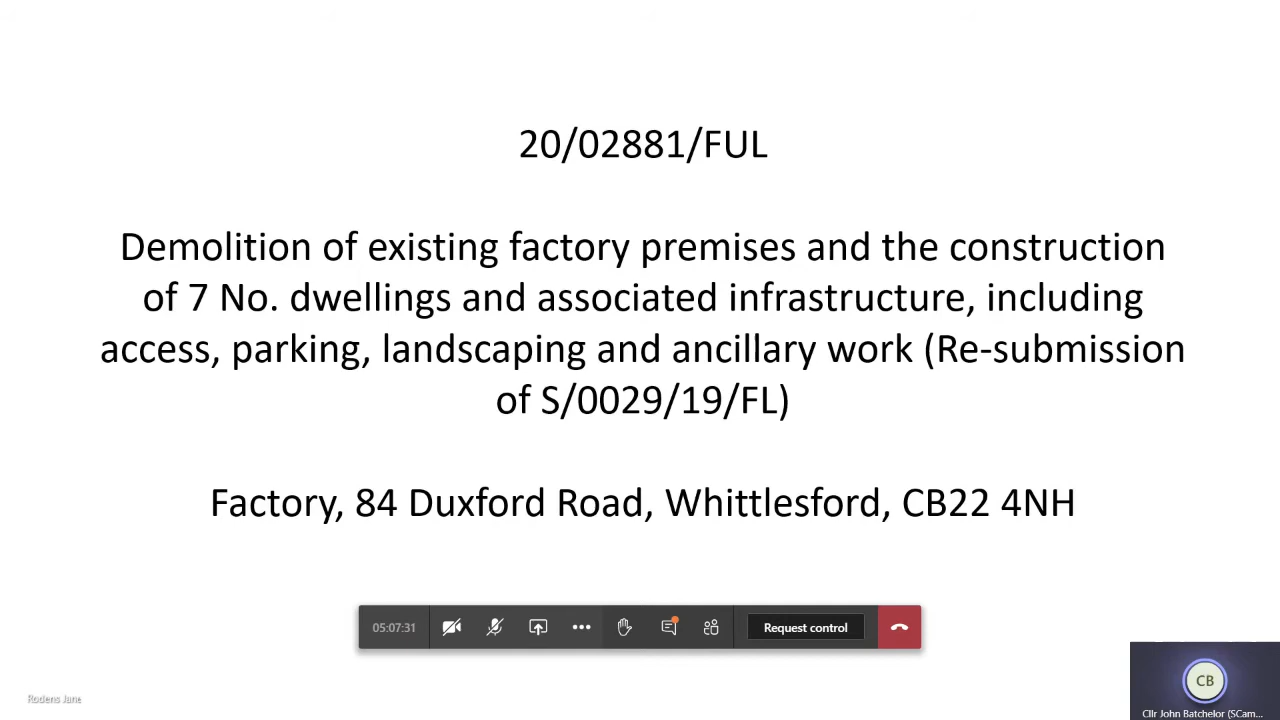 20/02881/FUL
Demolition of existing factory premises and the construction
of 7 No. dwellings and associated infrastructure, including
access, parking, landscaping and ancillary work (Re-submission
of S/0029/19/FL)
Factory, 84 Duxford Road, Whittlesford, CB22 4NH
05:07:31
Request control
CB
Rodens Jane
Cllr John Batchelor (SCam...